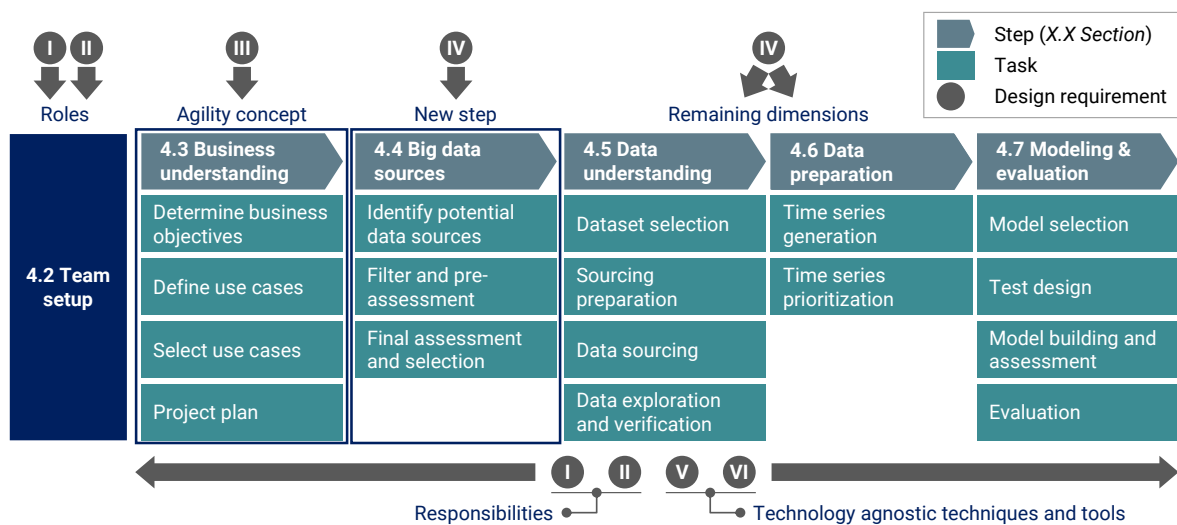 I II
III
IV
IV
Step (X.X Section)
Task
Design requirement
Roles
Agility concept
New step
Remaining dimensions
4.2 Team
setup
4.3 Business
understanding
Determine business
objectives
Define use cases
Select use cases
Project plan
4.4 Big data
sources
Identify potential
data sources
Filter and pre-
assessment
Final assessment
and selection
4.5 Data
understanding
Dataset selection
Sourcing
preparation
Data sourcing
Data exploration
and verification
4.6 Data
preparation
Time series
generation
Time series
prioritization
4.7 Modeling &
evaluation
Model selection
Test design
Model building and
assessment
Evaluation
I II V VI
Responsibilities
Technology agnostic techniques and tools